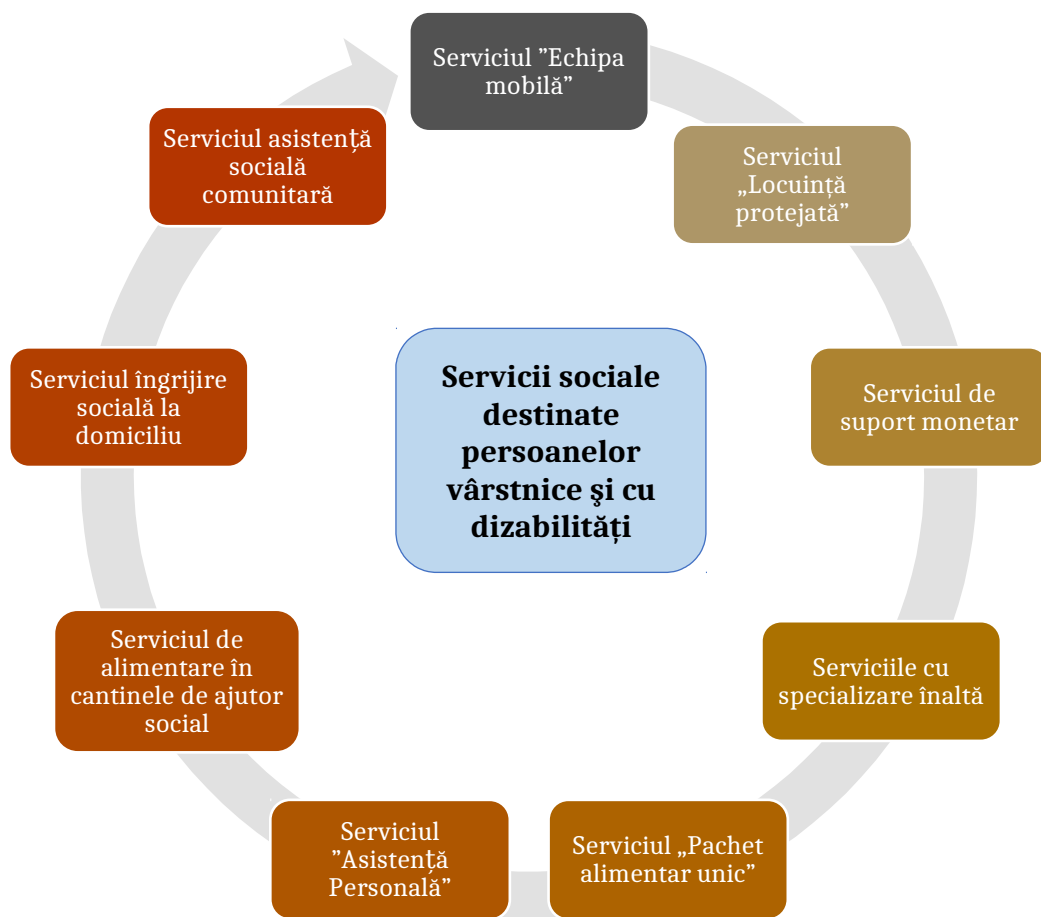 Serviciul ”Echipa
mobilă”
Serviciul
„Locuință
protejată”
Serviciul de
suport monetar
Serviciile cu
specializare înaltă
Serviciul „Pachet
alimentar unic”
Serviciul
”Asistență
Personală”
Serviciul de
alimentare în
cantinele de ajutor
social
Serviciul îngrijire
socială la
domiciliu
Serviciul asistență
socială
comunitară
Servicii sociale
destinate
persoanelor
vârstnice şi cu
dizabilități